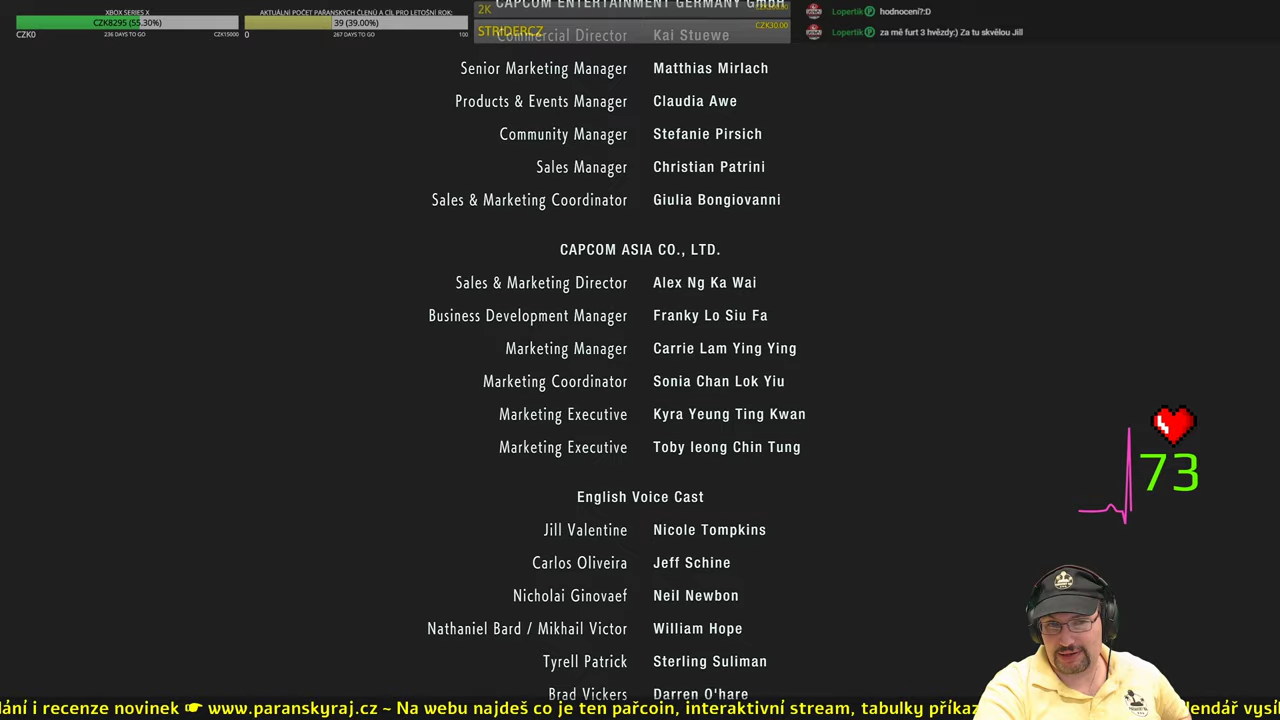 XBOX SERIES X
CZK8295 (55.30%)
CZK0
236 DAYS TO GO
CZK15000
AKTUÁLNÍ POČET PAŘANSKÝCH ČLENŮ A CÍL PRO LETOŠNÍ ROK:
39 (39.00%)
0
267 DAYS TO GO
100
2K
STRIDERCZ
CZK30.00
Lopertik hodnocení?:D
Lopertik za mě furt 3 hvězdy:) Za tu skvělou Jill
CAPCOM ENTERTAINMENT GERMANY GmbH
Commercial Director Kai Stuewe
Senior Marketing Manager Matthias Mirlach
Products & Events Manager Claudia Awe
Community Manager Stefanie Pirsich
Sales Manager Christian Patrini
Sales & Marketing Coordinator Giulia Bongiovanni
CAPCOM ASIA CO., LTD.
Sales & Marketing Director Alex Ng Ka Wai
Business Development Manager Franky Lo Siu Fa
Marketing Manager Carrie Lam Ying Ying
Marketing Coordinator Sonia Chan Lok Yiu
Marketing Executive Kyra Yeung Ting Kwan
Marketing Executive Toby Ieong Chin Tung
English Voice Cast
Jill Valentine Nicole Tompkins
Carlos Oliveira Jeff Schine
Nicholai Ginovaef Neil Newbon
Nathaniel Bard / Mikhail Victor William Hope
Tyrell Patrick Sterling Suliman
Brad Vickers Darren O'hare
73
dání i recenze novinek 👉 www.paranskyraj.cz ~ Na webu najdeš co je ten pařcoin, interaktivní stream, tabulky příkaz